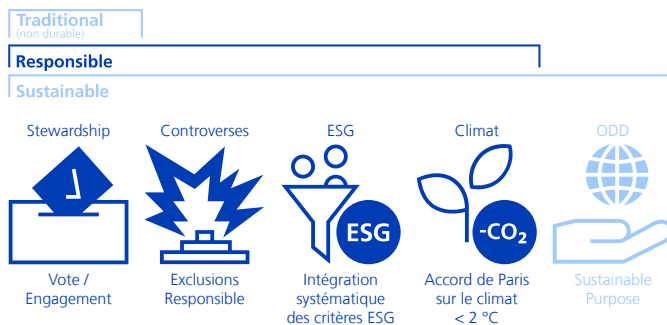 Traditional
(non durable)
Responsible
Sustainable
Stewardship
Controverses
ESG
Climat
ODD
ESG
-CO₂
Vote /
Engagement
Exclusions
Responsible
Intégration
systématique
des critères ESG
Accord de Paris
sur le climat
< 2 °C
Sustainable
Purpose